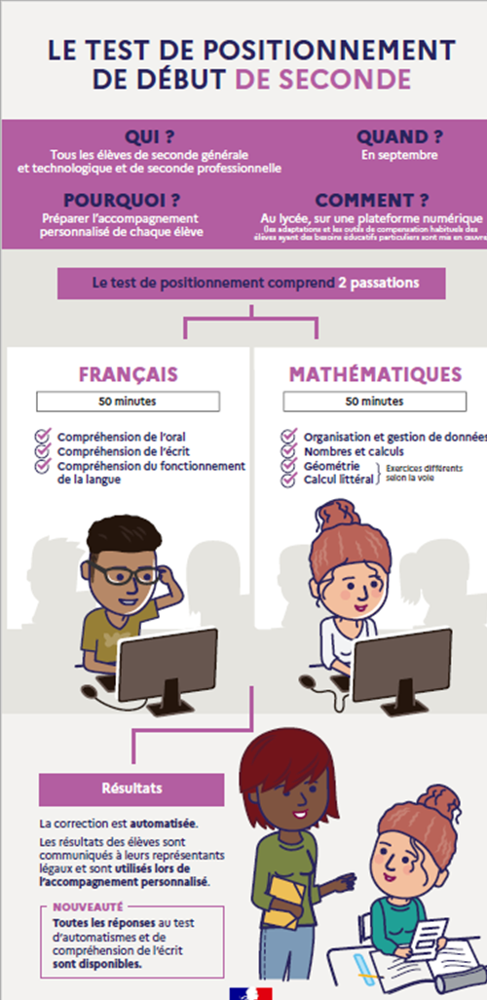 LE TEST DE POSITIONNEMENT
DE DÉBUT DE SECONDE
QUI ?
Tous les élèves de seconde générale
et technologique et de seconde professionnelle
QUAND ?
En septembre
POURQUOI ?
Préparer l'accompagnement
personnalisé de chaque élève
COMMENT ?
Au lycée, sur une plateforme numérique
(les adaptations et les outils de compensation habituels des
élèves ayant des besoins éducatifs particuliers sont mis en œuvre
Le test de positionnement comprend 2 passations
FRANÇAIS
50 minutes
Compréhension de l'oral
Compréhension de l'écrit
Compréhension du fonctionnement
de la langue
MATHÉMATIQUES
50 minutes
Organisation et gestion de données
Nombres et calculs
Géométrie
Calcul littéral
Exercices différents
selon la voie
Résultats
La correction est automatisée.
Les résultats des élèves sont
communiqués à leurs représentants
légaux et sont utilisés lors de
l'accompagnement personnalisé.
NOUVEAUTÉ
Toutes les réponses au test
d'automatismes et de
compréhension de l'écrit
sont disponibles.